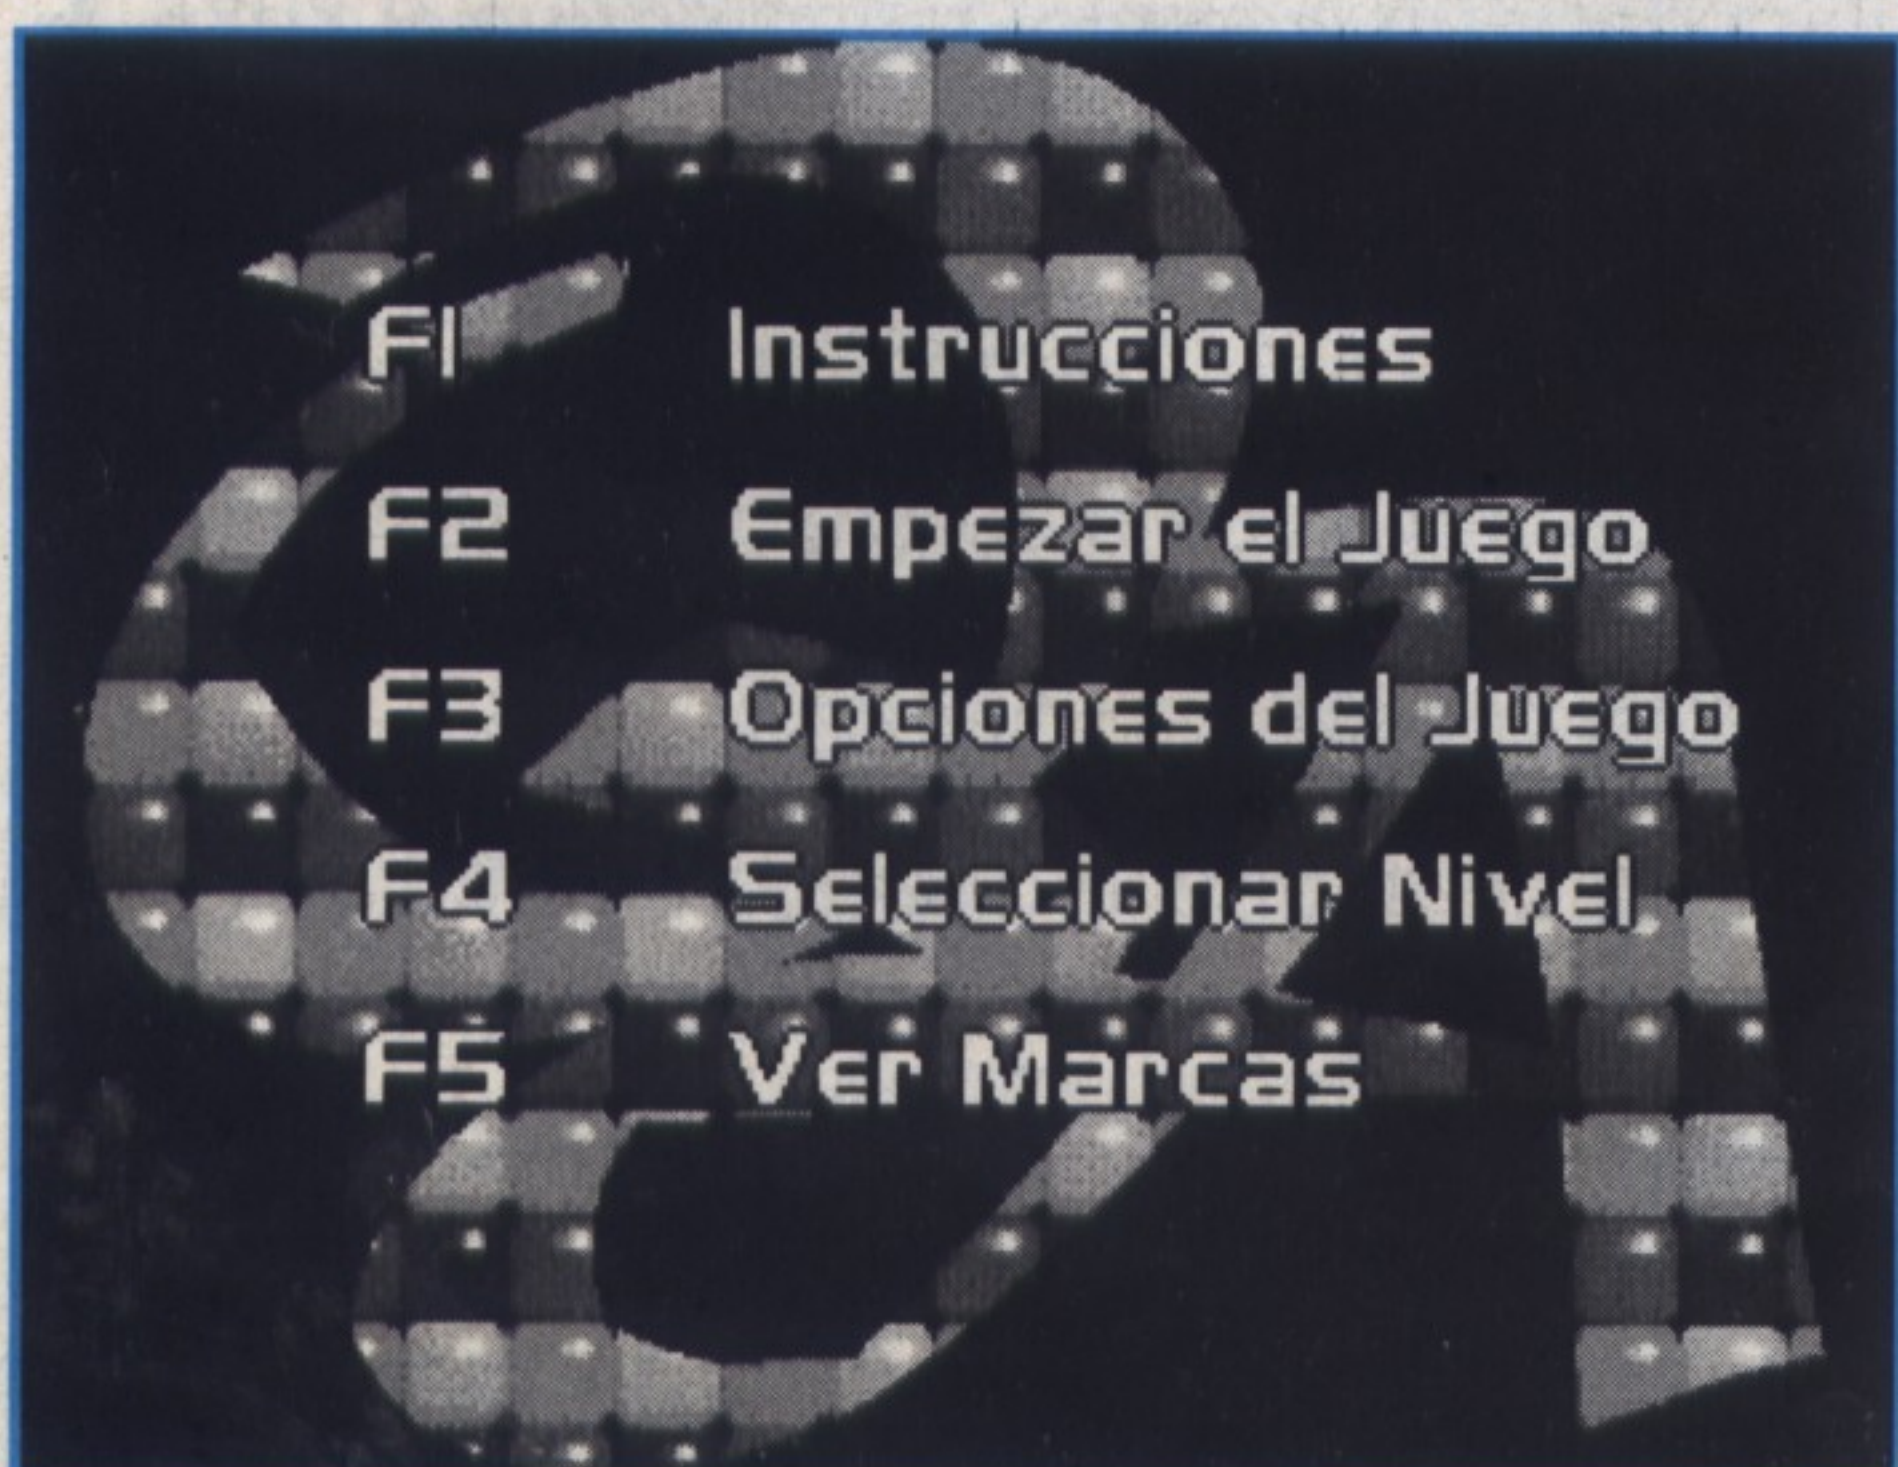 F1 Instrucciones
F2 Empezar el Juego
F3 Opciones del Juego
F4 Seleccionar Nivel
F5 Ver Marcas